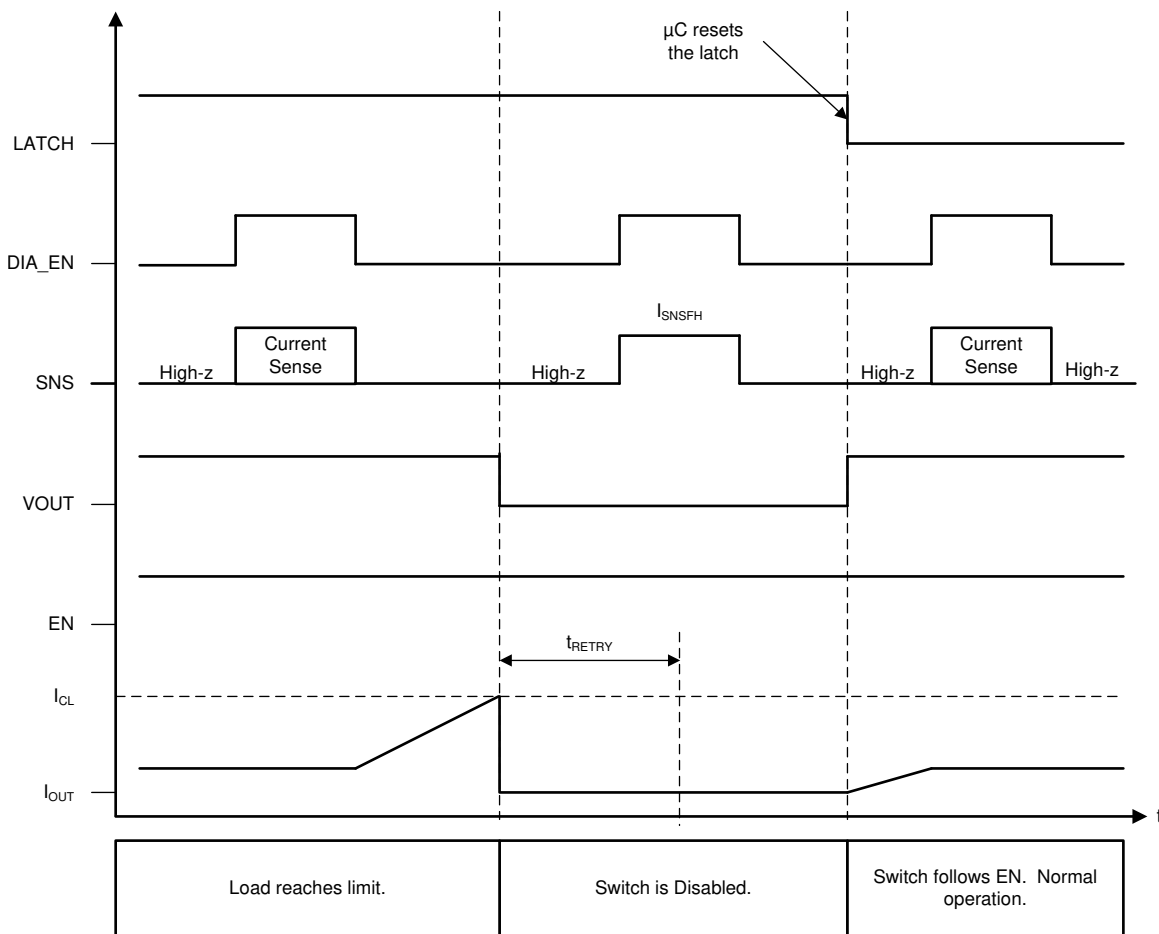 µC resets
the latch
LATCH
DIA_EN
I_SNSFH
Current
Sense
High-z
SNS
High-z
High-z
Current
Sense
High-z
VOUT
EN
t_RETRY
I_CL
I_OUT
t
Load reaches limit.
Switch is Disabled.
Switch follows EN.  Normal
operation.